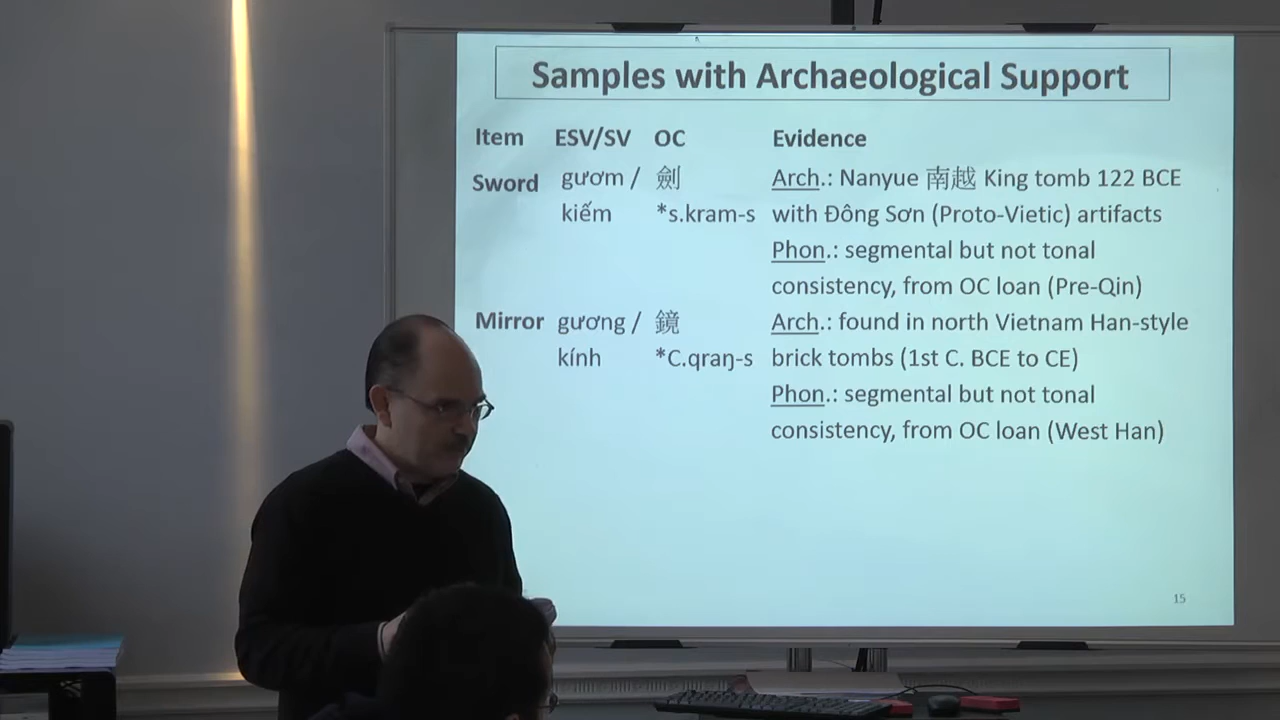 Samples with Archaeological Support
Item ESV/SV OC Evidence
Sword gươm / 劍 Arch.: Nanyue 南越 King tomb 122 BCE
kiếm *s.kram-s with Đông Sơn (Proto-Vietic) artifacts
Phon.: segmental but not tonal
consistency, from OC loan (Pre-Qin)
Mirror gương / 鏡 Arch.: found in north Vietnam Han-style
kính *C.qraŋ-s brick tombs (1st C. BCE to CE)
Phon.: segmental but not tonal
consistency, from OC loan (West Han)
15